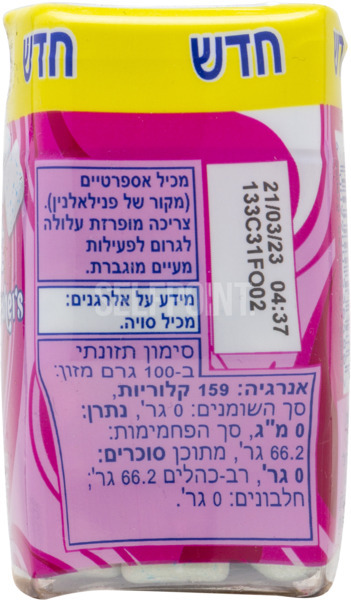 חדש
חדש
מכיל אספרטיים
(מקור של פנילאלנין).
צריכה מופרזת עלולה
לגרום לפעילות
מעיים מוגברת.
מידע על אלרגנים:
מכיל סויה.
סימון תזונתי
ב-100 גרם מזון:
אנרגיה: 159 קלוריות,
סך השומנים: 0 גר', נתרן:
0 מ"ג, סך הפחמימות:
66.2 גר', מתוכן סוכרים:
0 גר', רב-כהלים 66.2 גר',
חלבונים: 0 גר'.
21/03/23 04:37
133C31FO02
SELFPOINT